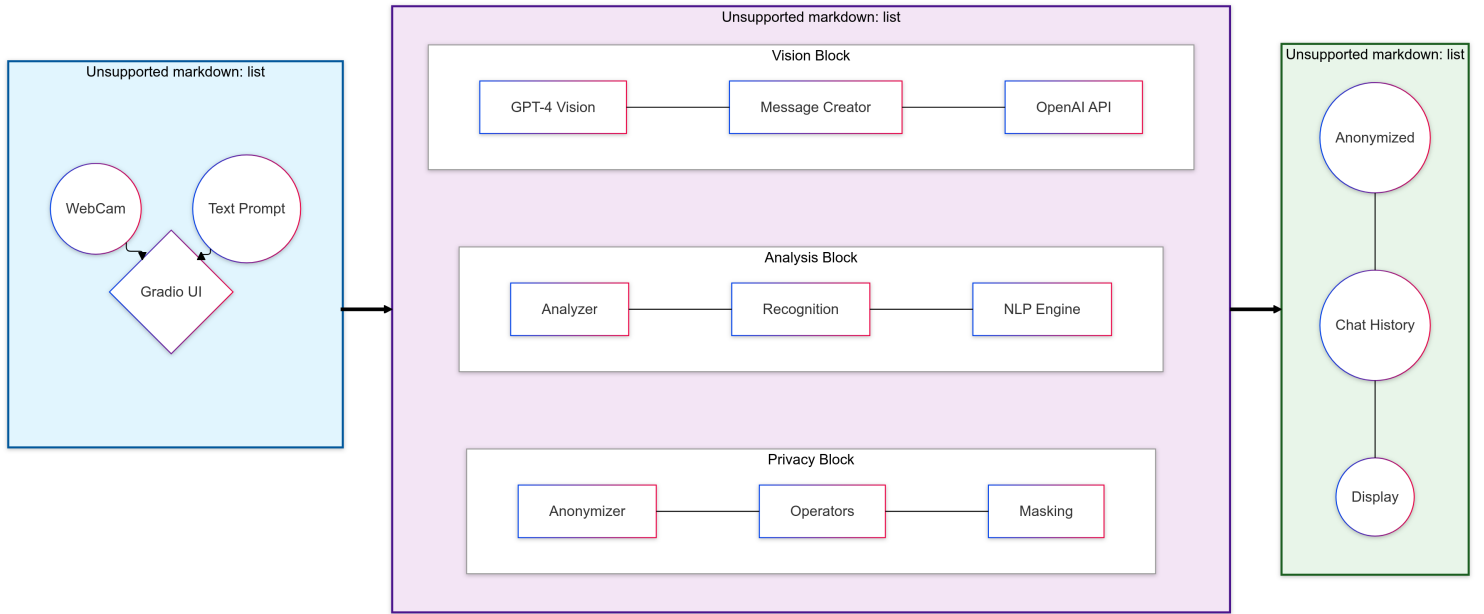 Unsupported markdown: list
WebCam
Text Prompt
Gradio UI
Unsupported markdown: list
Vision Block
GPT-4 Vision
Message Creator
OpenAI API
Analysis Block
Analyzer
Recognition
NLP Engine
Privacy Block
Anonymizer
Operators
Masking
Unsupported markdown: list
Anonymized
Chat History
Display